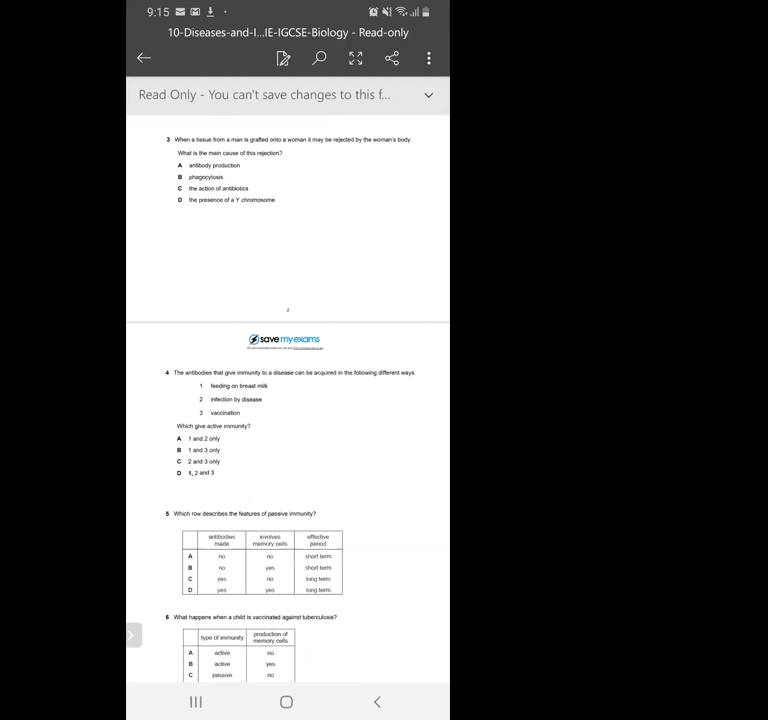 9:15
10-Diseases-and-I...IE-IGCSE-Biology - Read-only
Read Only - You can't save changes to this f...
3 When a tissue from a man is grafted onto a woman it may be rejected by the woman's body.
What is the main cause of this rejection?
A antibody production
B phagocytosis
C the action of antibiotics
D the presence of a Y chromosome
2
save my exams
4 The antibodies that give immunity to a disease can be acquired in the following different ways.
1 feeding on breast milk
2 infection by disease
3 vaccination
Which give active immunity?
A 1 and 2 only
B 1 and 3 only
C 2 and 3 only
D 1, 2 and 3
5 Which row describes the features of passive immunity?
antibodies made involves memory cells effective period
A no no short term
B no yes short term
C yes no long term
D yes yes long term
6 What happens when a child is vaccinated against tuberculosis?
type of immunity production of memory cells
A active no
B active yes
C passive no